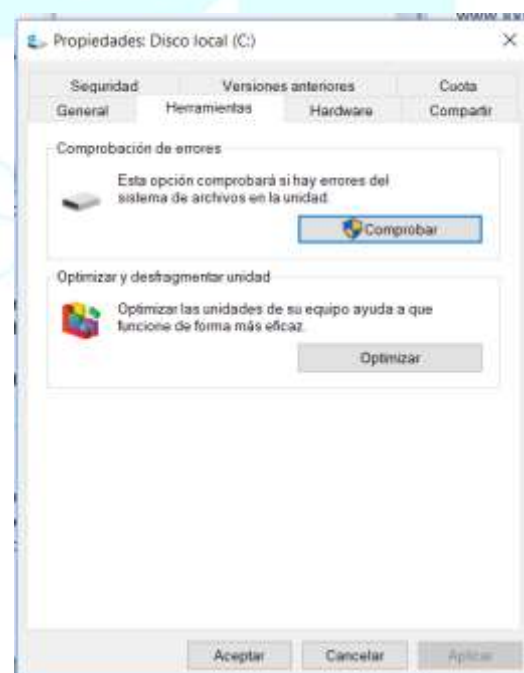 Propiedades: Disco local (C:)
Seguridad Versiones anteriores Cuota
General Herramientas Hardware Compartir
Comprobación de errores
Esta opción comprobará si hay errores del
sistema de archivos en la unidad.
Comprobar
Optimizar y desfragmentar unidad
Optimizar las unidades de su equipo ayuda a que
funcione de forma más eficaz.
Optimizar
Aceptar Cancelar Aplicar